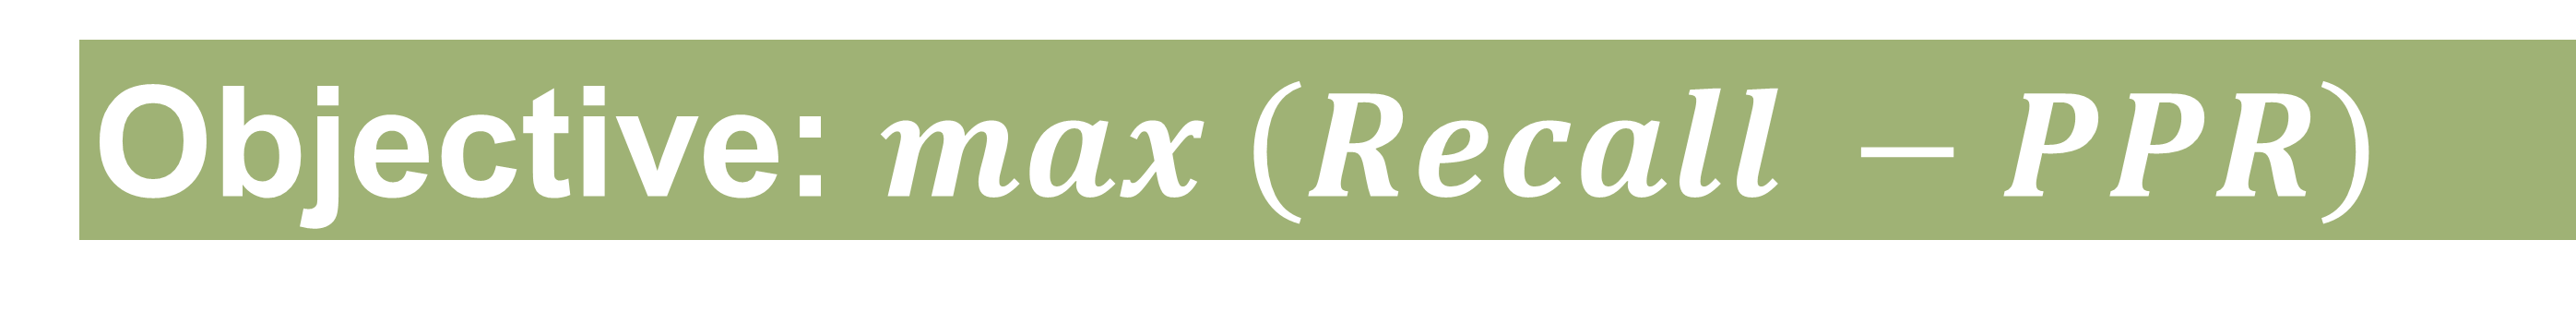 Objective: max (Recall − PPR)